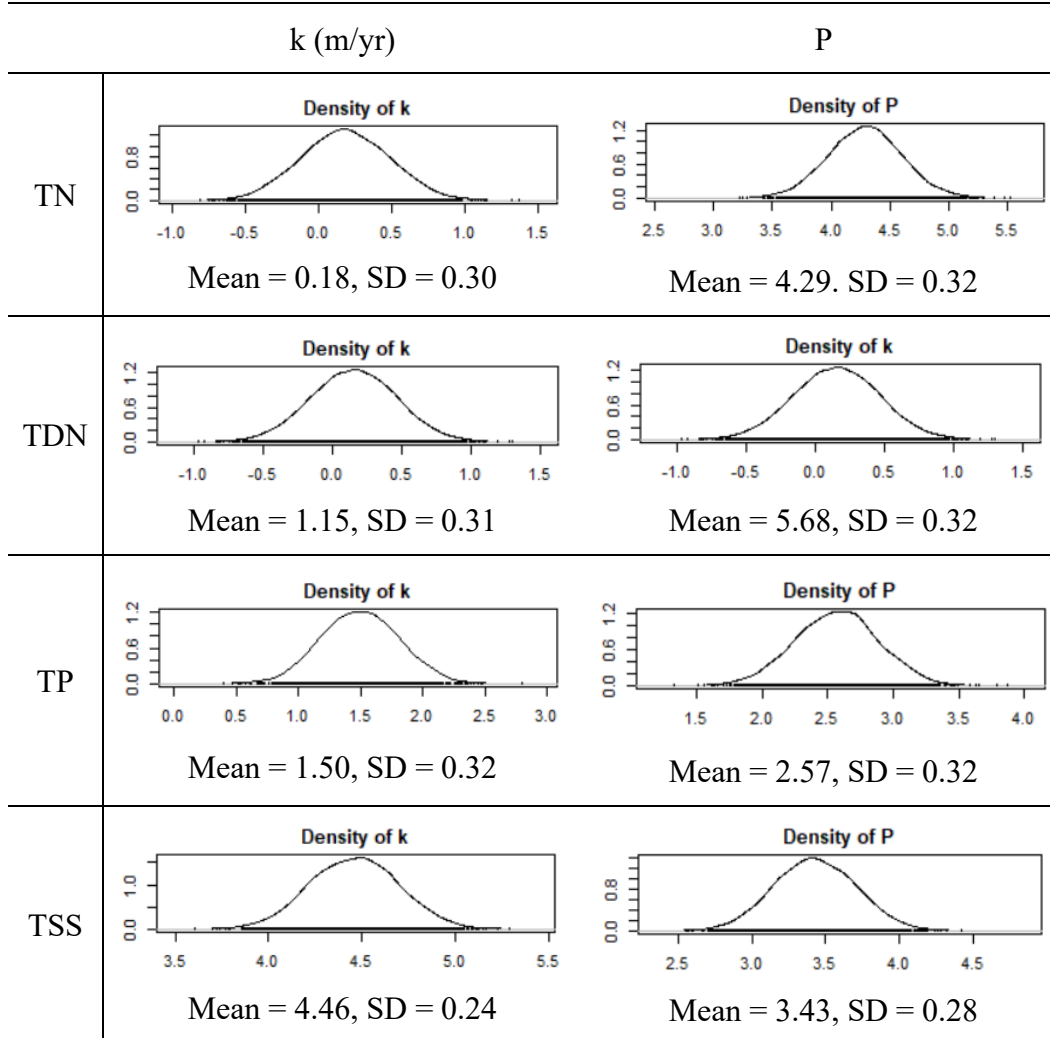 k (m/yr) P
TN
Density of k
0.0 0.8
-1.0 -0.5 0.0 0.5 1.0 1.5
Mean = 0.18, SD = 0.30
Density of P
0.0 0.6 1.2
2.5 3.0 3.5 4.0 4.5 5.0 5.5
Mean = 4.29. SD = 0.32
TDN
Density of k
0.0 0.6 1.2
-1.0 -0.5 0.0 0.5 1.0 1.5
Mean = 1.15, SD = 0.31
Density of k
0.0 0.6 1.2
-1.0 -0.5 0.0 0.5 1.0 1.5
Mean = 5.68, SD = 0.32
TP
Density of k
0.0 0.6 1.2
0.0 0.5 1.0 1.5 2.0 2.5 3.0
Mean = 1.50, SD = 0.32
Density of P
0.0 0.6 1.2
1.5 2.0 2.5 3.0 3.5 4.0
Mean = 2.57, SD = 0.32
TSS
Density of k
0.0 1.0
3.5 4.0 4.5 5.0 5.5
Mean = 4.46, SD = 0.24
Density of P
0.0 0.8
2.5 3.0 3.5 4.0 4.5
Mean = 3.43, SD = 0.28